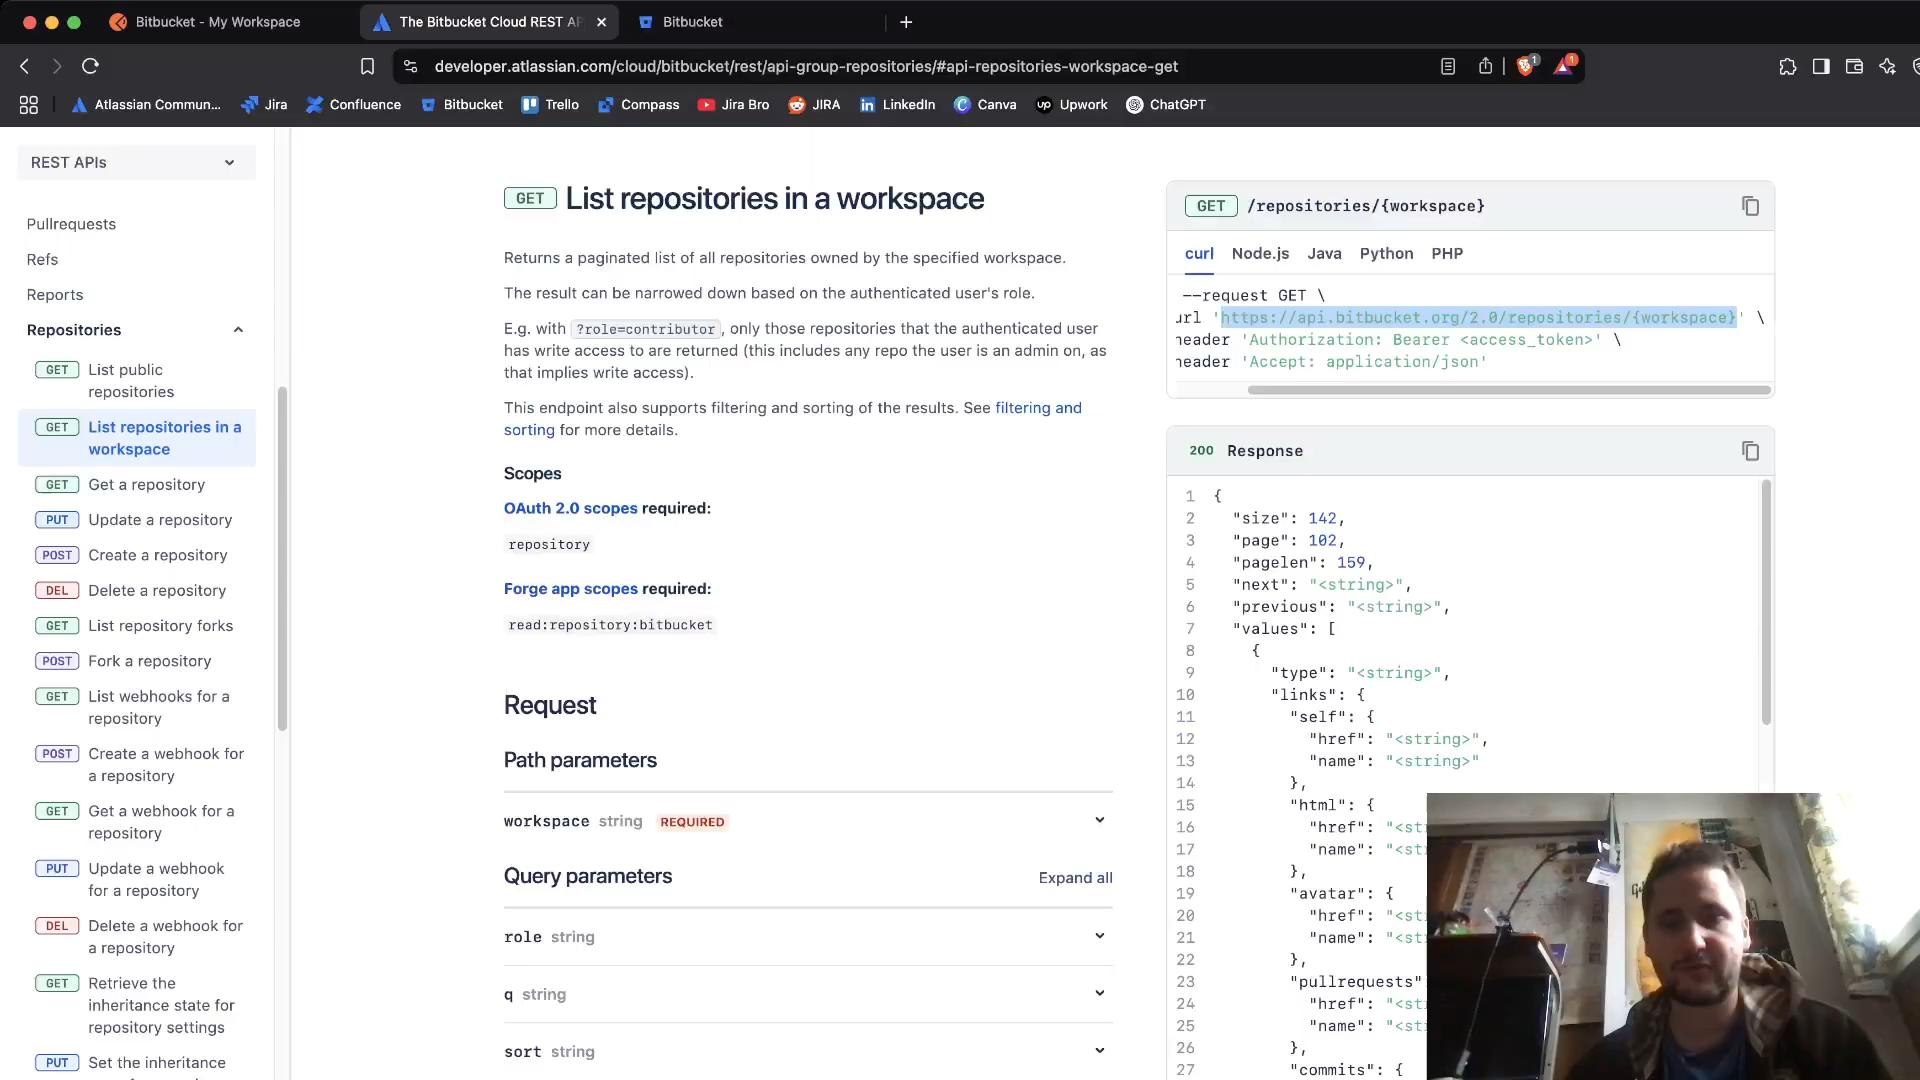 Bitbucket - My Workspace
The Bitbucket Cloud REST AP
Bitbucket
developer.atlassian.com/cloud/bitbucket/rest/api-group-repositories/#api-repositories-workspace-get
1
1
Atlassian Commun...
Jira
Confluence
Bitbucket
Trello
Compass
Jira Bro
JIRA
LinkedIn
Canva
Upwork
ChatGPT
REST APIs
Pullrequests
Refs
Reports
Repositories
GET List public
repositories
GET List repositories in a
workspace
GET Get a repository
PUT Update a repository
POST Create a repository
DEL Delete a repository
GET List repository forks
POST Fork a repository
GET List webhooks for a
repository
POST Create a webhook for
a repository
GET Get a webhook for a
repository
PUT Update a webhook
for a repository
DEL Delete a webhook for
a repository
GET Retrieve the
inheritance state for
repository settings
PUT Set the inheritance
GET List repositories in a workspace
Returns a paginated list of all repositories owned by the specified workspace.
The result can be narrowed down based on the authenticated user's role.
E.g. with ?role=contributor, only those repositories that the authenticated user
has write access to are returned (this includes any repo the user is an admin on, as
that implies write access).
This endpoint also supports filtering and sorting of the results. See filtering and
sorting for more details.
Scopes
OAuth 2.0 scopes required:
repository
Forge app scopes required:
read:repository:bitbucket
Request
Path parameters
workspace string REQUIRED
Query parameters Expand all
role string
q string
sort string
GET /repositories/{workspace}
curl Node.js Java Python PHP
--request GET \
url 'https://api.bitbucket.org/2.0/repositories/{workspace}' \
header 'Authorization: Bearer <access_token>' \
header 'Accept: application/json'
200 Response
1 {
2 "size": 142,
3 "page": 102,
4 "pagelen": 159,
5 "next": "<string>",
6 "previous": "<string>",
7 "values": [
8 {
9 "type": "<string>",
10 "links": {
11 "self": {
12 "href": "<string>",
13 "name": "<string>"
14 },
15 "html": {
16 "href": "<st
17 "name": "<st
18 },
19 "avatar": {
20 "href": "<st
21 "name": "<st
22 },
23 "pullrequests"
24 "href": "<st
25 "name": "<st
26 },
27 "commits": {